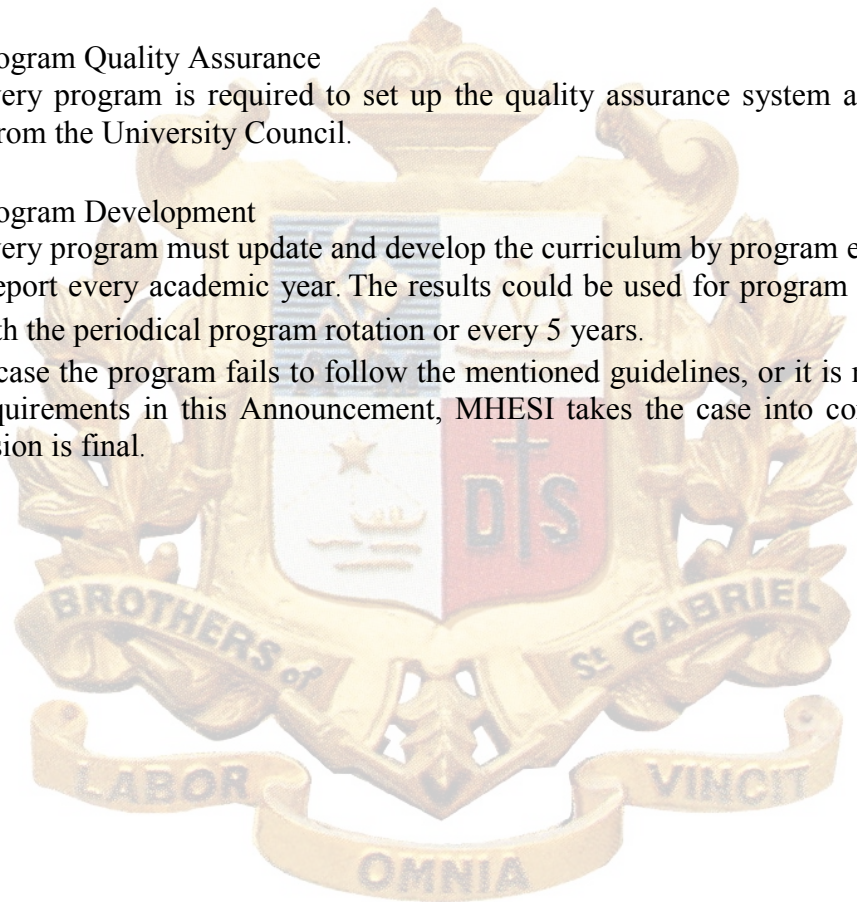 ogram Quality Assurance
very program is required to set up the quality assurance system a
from the University Council.
ogram Development
very program must update and develop the curriculum by program e
eport every academic year. The results could be used for program
th the periodical program rotation or every 5 years.
case the program fails to follow the mentioned guidelines, or it is
quirements in this Announcement, MHESI takes the case into co
sion is final.
D S
BROTHERS of St GABRIEL
LABOR VINCIT
OMNIA